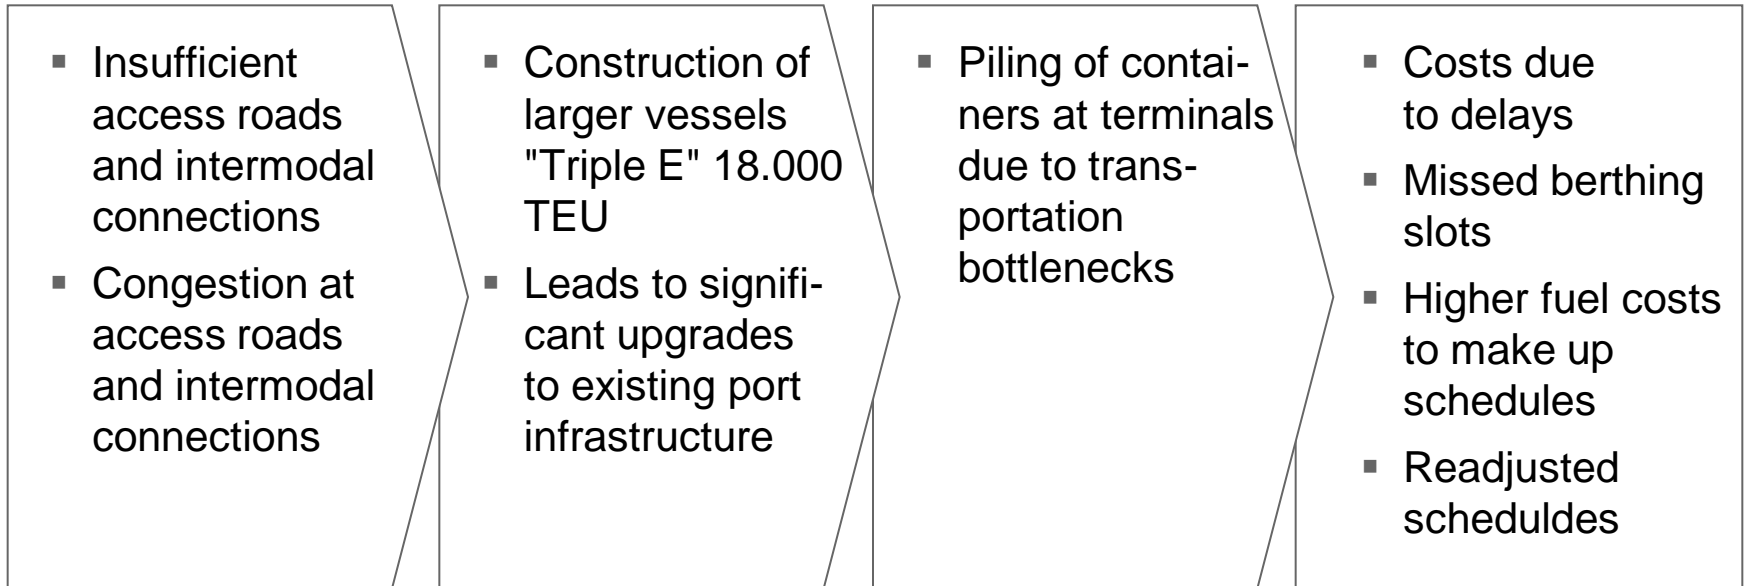 Insufficient
access roads
and intermodal
connections
Congestion at
access roads
and intermodal
connections
Construction of
larger vessels
"Triple E" 18.000
TEU
Leads to signifi-
cant upgrades
to existing port
infrastructure
Piling of contai-
ners at terminals
due to trans-
portation
bottlenecks
Costs due
to delays
Missed berthing
slots
Higher fuel costs
to make up
schedules
Readjusted
scheduldes